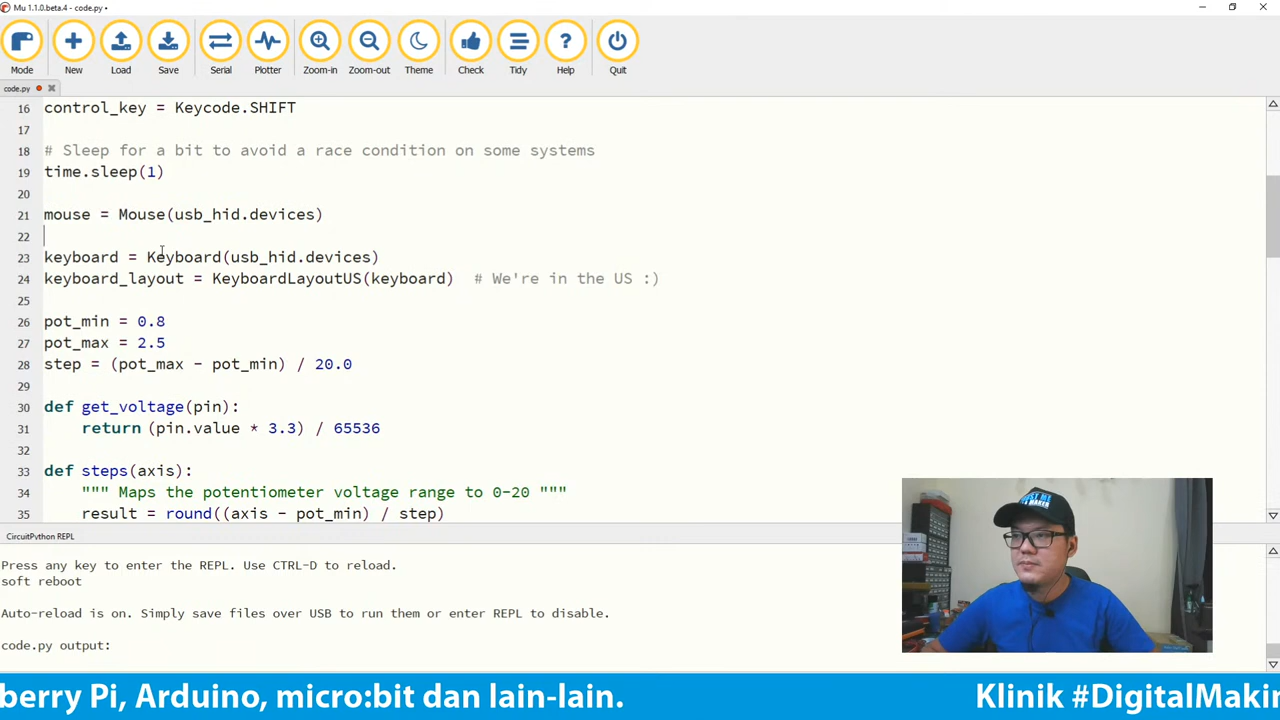 Mu 1.1.0.beta.4 - code.py •
Mode New Load Save Serial Plotter Zoom-in Zoom-out Theme Check Tidy Help Quit
code.py
16 control_key = Keycode.SHIFT
17
18 # Sleep for a bit to avoid a race condition on some systems
19 time.sleep(1)
20
21 mouse = Mouse(usb_hid.devices)
22
23 keyboard = Keyboard(usb_hid.devices)
24 keyboard_layout = KeyboardLayoutUS(keyboard)  # We're in the US :)
25
26 pot_min = 0.8
27 pot_max = 2.5
28 step = (pot_max - pot_min) / 20.0
29
30 def get_voltage(pin):
31     return (pin.value * 3.3) / 65536
32
33 def steps(axis):
34     """ Maps the potentiometer voltage range to 0-20 """
35     result = round((axis - pot_min) / step)
CircuitPython REPL
Press any key to enter the REPL. Use CTRL-D to reload.
soft reboot
Auto-reload is on. Simply save files over USB to run them or enter REPL to disable.
code.py output:
berry Pi, Arduino, micro:bit dan lain-lain. Klinik #DigitalMakin